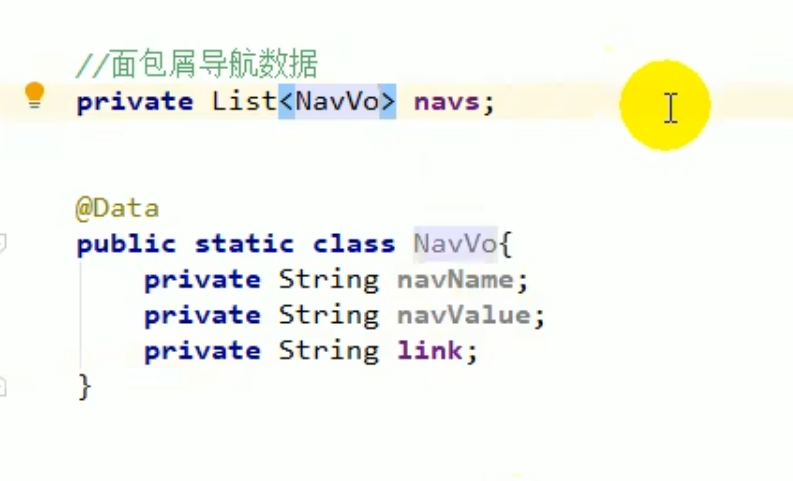 //面包屑导航数据
private List<NavVo> navs;
@Data
public static class NavVo{
private String navName;
private String navValue;
private String link;
}